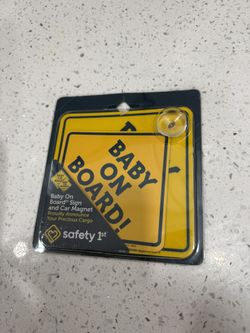 BABY
ON
BOARD!
'Baby On
Board' Sign
and Car Magnet
Proudly Announce
Your Precious Cargo
safety 1st